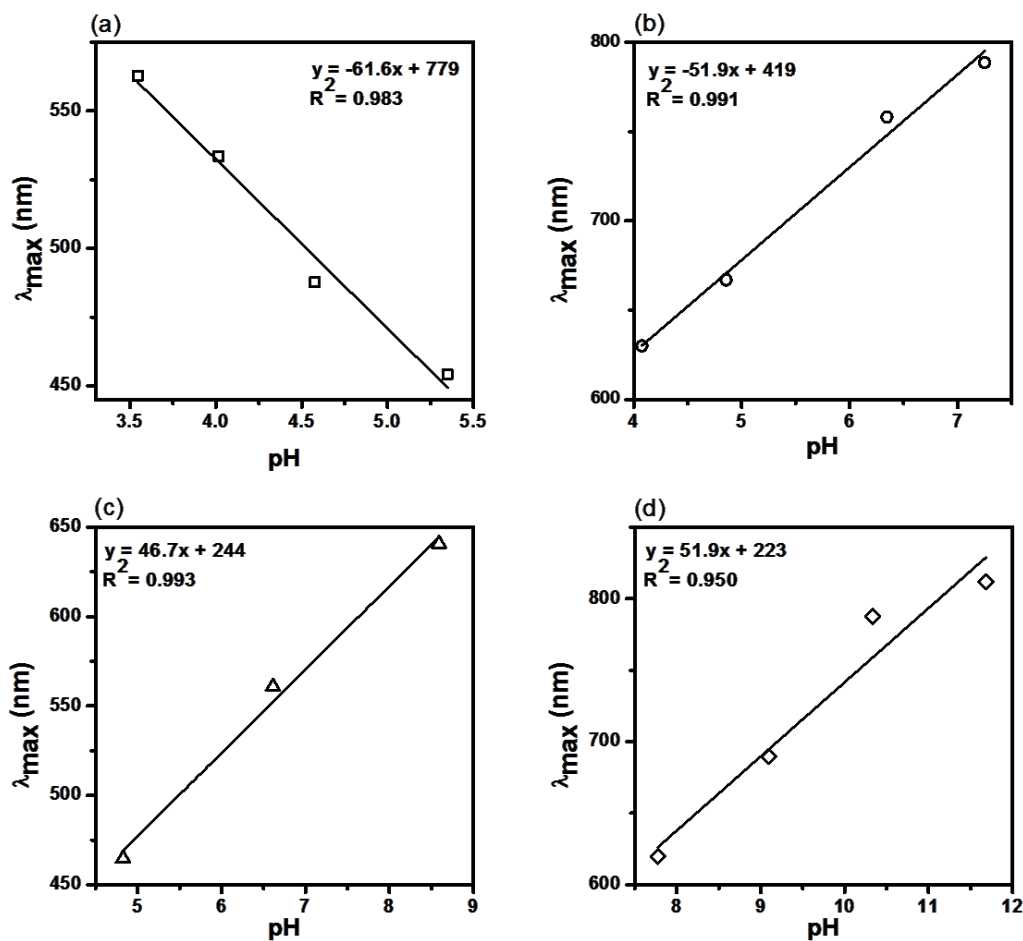 (a)
y = -61.6x + 779
R² = 0.983
550
500
450
λmax (nm)
3.5 4.0 4.5 5.0 5.5
pH
(b)
y = -51.9x + 419
R² = 0.991
800
700
600
λmax (nm)
4 5 6 7
pH
(c)
y = 46.7x + 244
R² = 0.993
650
600
550
500
450
λmax (nm)
5 6 7 8 9
pH
(d)
y = 51.9x + 223
R² = 0.950
800
700
600
λmax (nm)
8 9 10 11 12
pH